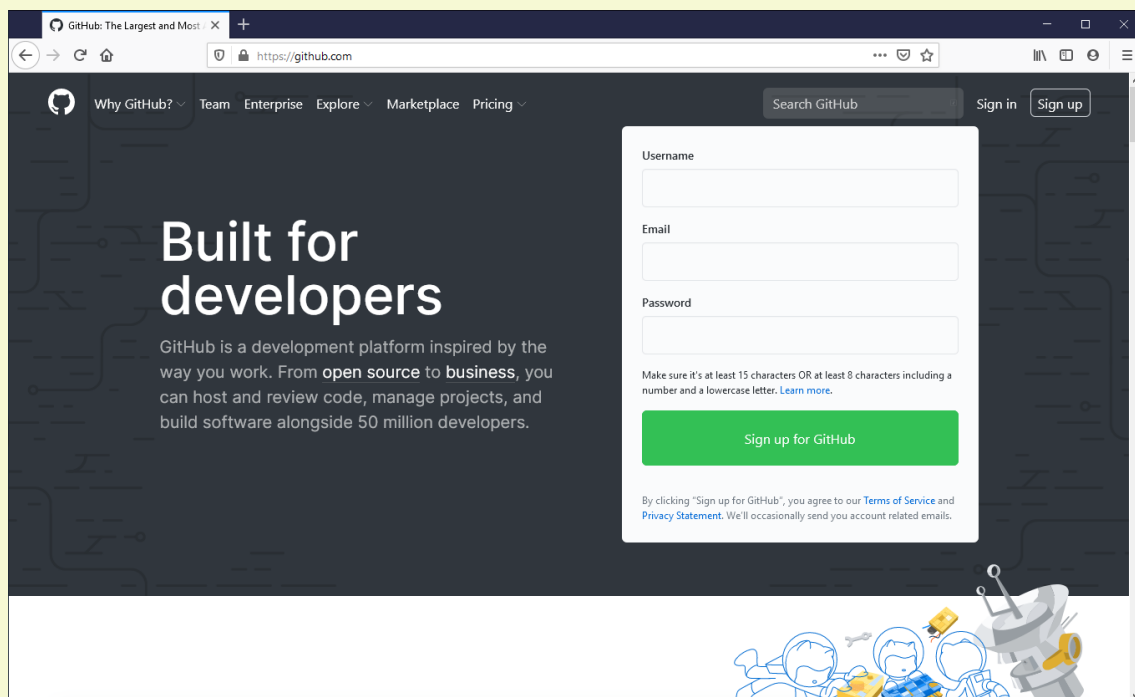 GitHub: The Largest and Most
https://github.com
Why GitHub? Team Enterprise Explore Marketplace Pricing Search GitHub Sign in Sign up
Built for
developers
GitHub is a development platform inspired by the
way you work. From open source to business, you
can host and review code, manage projects, and
build software alongside 50 million developers.
Username
Email
Password
Make sure it's at least 15 characters OR at least 8 characters including a
number and a lowercase letter. Learn more.
Sign up for GitHub
By clicking "Sign up for GitHub", you agree to our Terms of Service and
Privacy Statement. We'll occasionally send you account related emails.